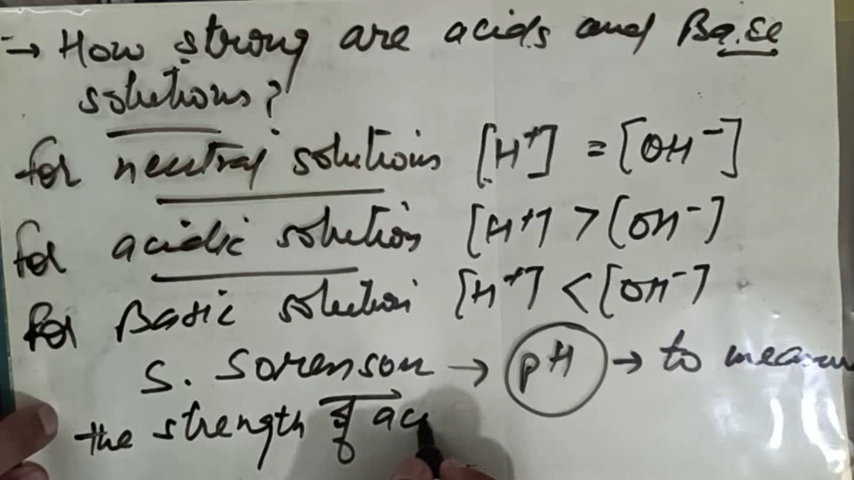 → How strong are acids and Base
solutions?
for neutral solutions [H⁺] = [OH⁻]
for acidic solution [H⁺] > [OH⁻]
for Basic solution [H⁺] < [OH⁻]
S. Sorenson → pH → to measur
the strength of ac